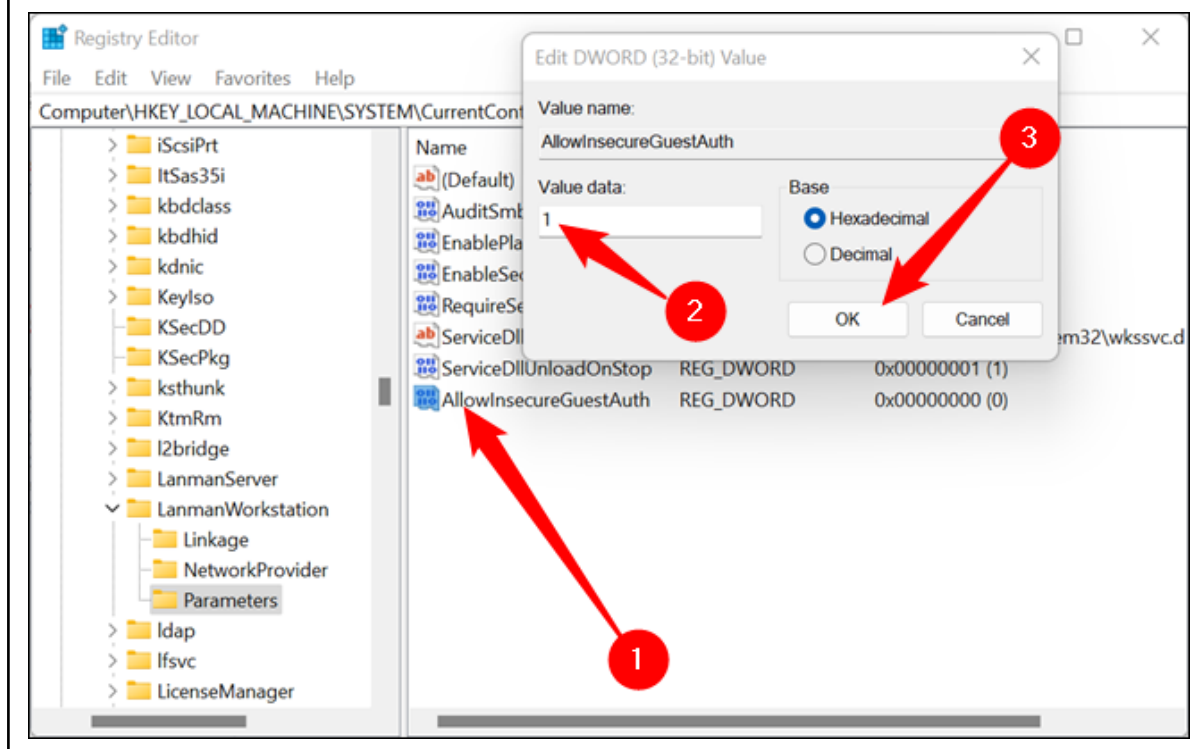 Registry Editor
File Edit View Favorites Help
Computer\HKEY_LOCAL_MACHINE\SYSTEM\CurrentCont
iScsiPrt
ItSas35i
kbdclass
kbdhid
kdnic
KeyIso
KSecDD
KSecPkg
ksthunk
KtmRm
l2bridge
LanmanServer
LanmanWorkstation
Linkage
NetworkProvider
Parameters
ldap
lfsvc
LicenseManager
Name
ab (Default)
AuditSmb
EnablePla
EnableSec
RequireSe
ab ServiceDll em32\wkssvc.d
ServiceDllUnloadOnStop REG_DWORD 0x00000001 (1)
AllowInsecureGuestAuth REG_DWORD 0x00000000 (0)
Edit DWORD (32-bit) Value
Value name:
AllowInsecureGuestAuth
Value data:
1
Base
Hexadecimal
Decimal
OK Cancel
3
2
1